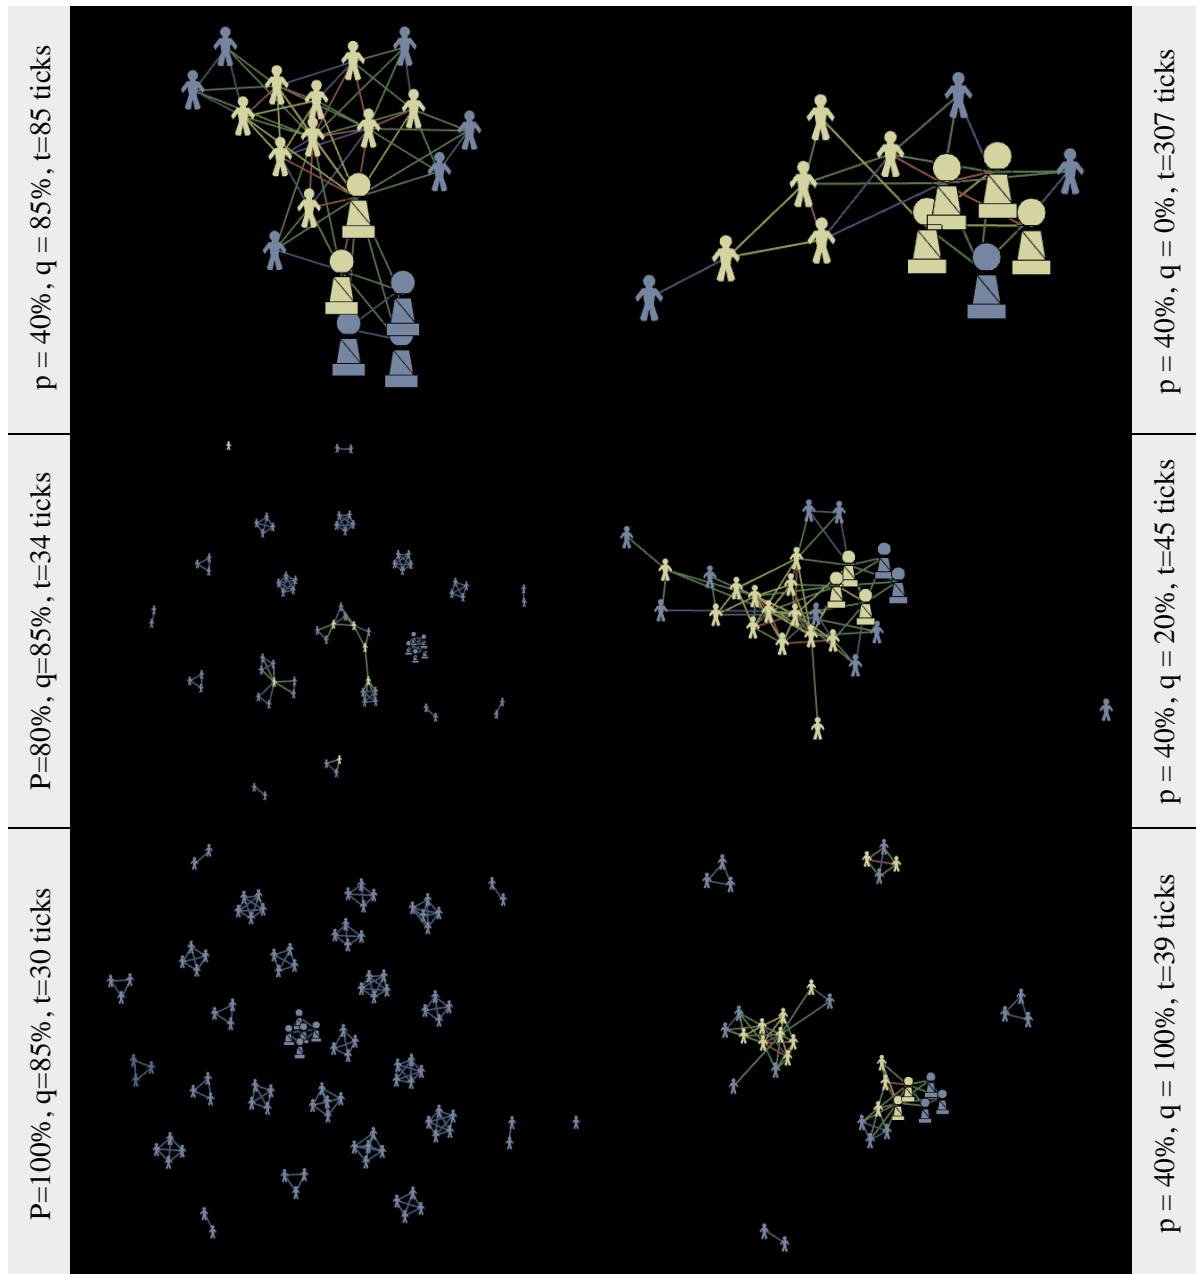 p = 40%, q = 85%, t=85 ticks
p = 40%, q = 0%, t=307 ticks
P=80%, q=85%, t=34 ticks
p = 40%, q = 20%, t=45 ticks
P=100%, q=85%, t=30 ticks
p = 40%, q = 100%, t=39 ticks